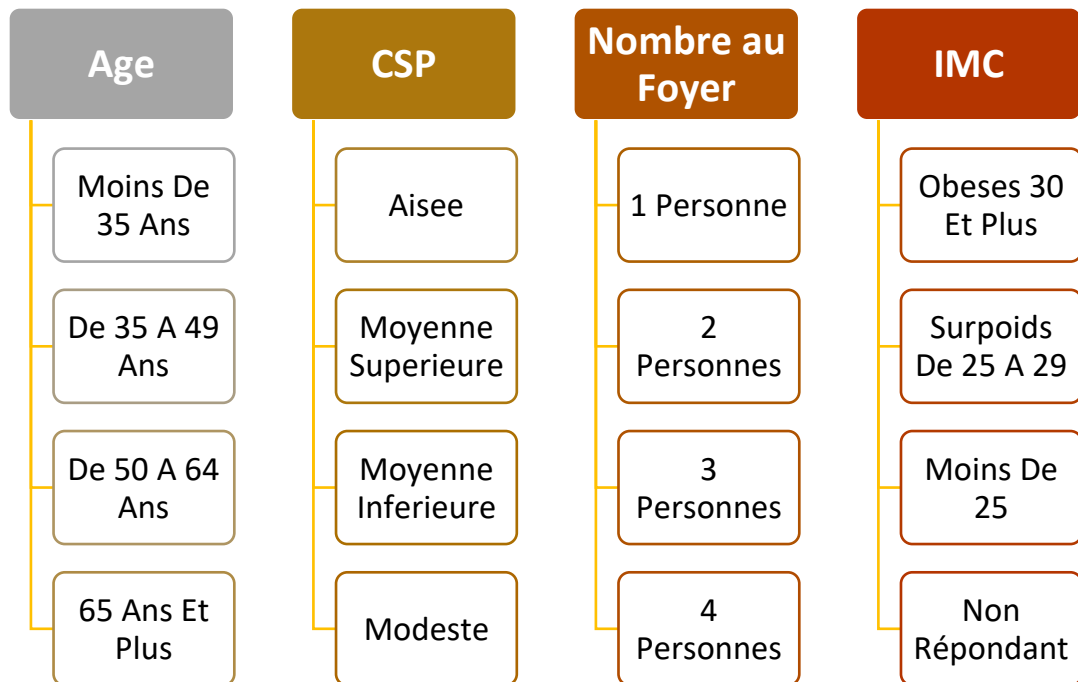 Age
Moins De
35 Ans
De 35 A 49
Ans
De 50 A 64
Ans
65 Ans Et
Plus
CSP
Aisee
Moyenne
Superieure
Moyenne
Inferieure
Modeste
Nombre au
Foyer
1 Personne
2
Personnes
3
Personnes
4
Personnes
IMC
Obeses 30
Et Plus
Surpoids
De 25 A 29
Moins De
25
Non
Répondant